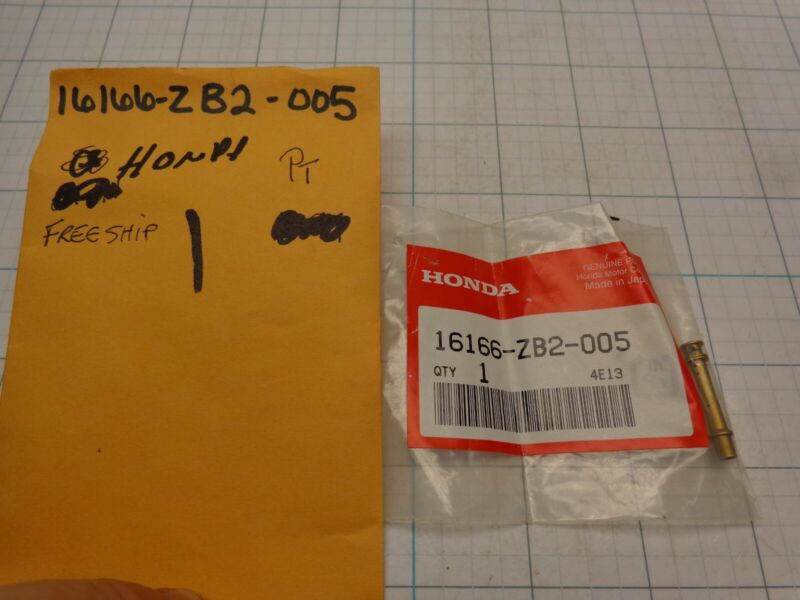 16166-ZB2-005
HONDA
PT
FREE SHIP
1
HONDA
GENUINE
Honda Motor Co
Made in Jap
16166-ZB2-005
QTY 1 4E13